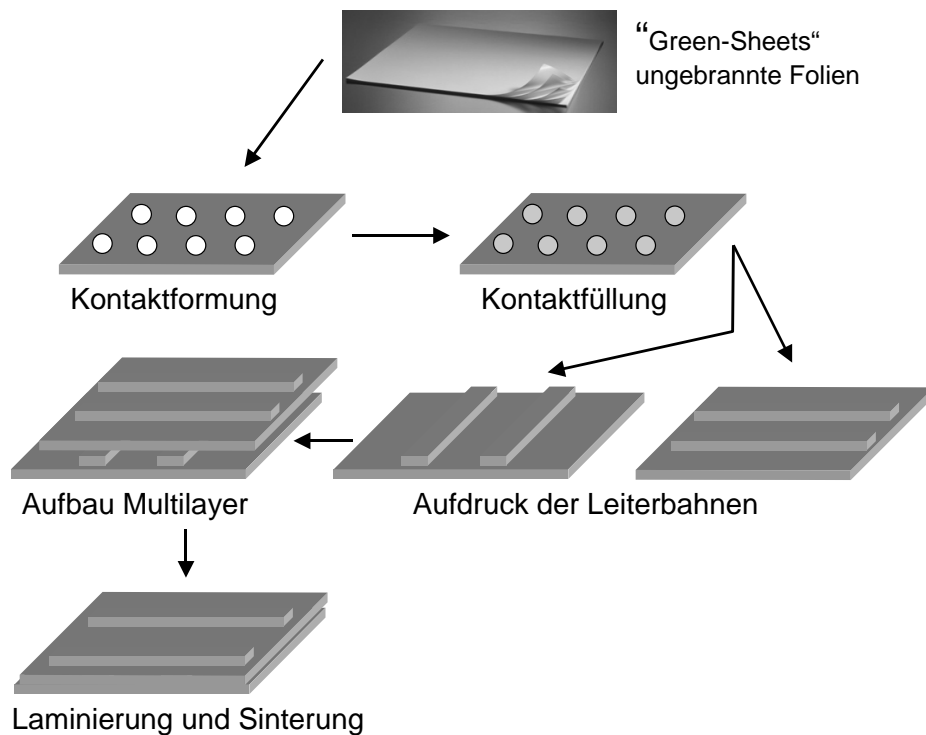 “Green-Sheets“
ungebrannte Folien
Kontaktformung
Kontaktfüllung
Aufbau Multilayer
Aufdruck der Leiterbahnen
Laminierung und Sinterung